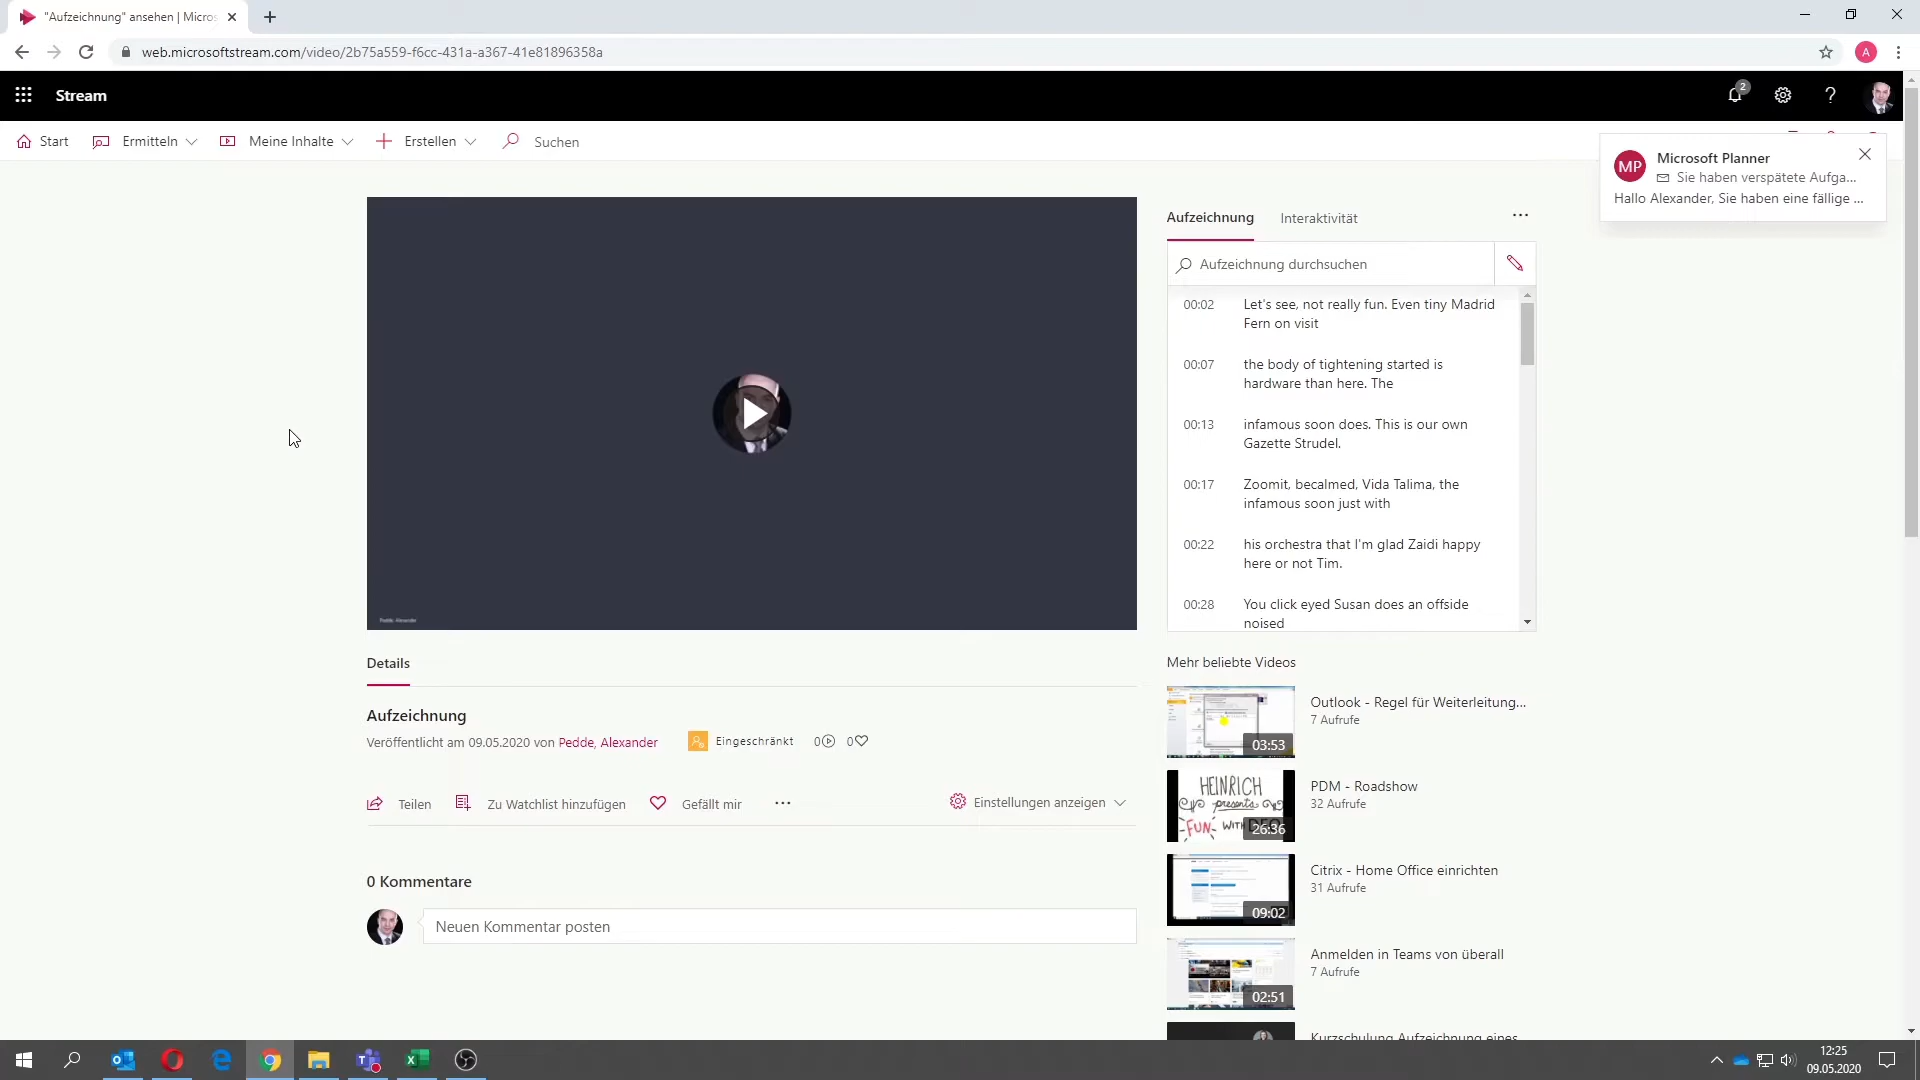 "Aufzeichnung" ansehen | Micros
web.microsoftstream.com/video/2b75a559-f6cc-431a-a367-41e81896358a
A
Stream
2
Start
Ermitteln
Meine Inhalte
Erstellen
Suchen
MP
Microsoft Planner
Sie haben verspätete Aufga...
Hallo Alexander, Sie haben eine fällige ...
Aufzeichnung
Interaktivität
Aufzeichnung durchsuchen
00:02 Let's see, not really fun. Even tiny Madrid
Fern on visit
00:07 the body of tightening started is
hardware than here. The
00:13 infamous soon does. This is our own
Gazette Strudel.
00:17 Zoomit, becalmed, Vida Talima, the
infamous soon just with
00:22 his orchestra that I'm glad Zaidi happy
here or not Tim.
00:28 You click eyed Susan does an offside
noised
Pedde, Alexander
Details
Aufzeichnung
Veröffentlicht am 09.05.2020 von Pedde, Alexander
Eingeschränkt
0
0
Teilen
Zu Watchlist hinzufügen
Gefällt mir
Einstellungen anzeigen
0 Kommentare
Neuen Kommentar posten
Mehr beliebte Videos
03:53
Outlook - Regel für Weiterleitung...
7 Aufrufe
HEINRICH
presents
FUN WITH
26:36
PDM - Roadshow
32 Aufrufe
09:02
Citrix - Home Office einrichten
31 Aufrufe
02:51
Anmelden in Teams von überall
7 Aufrufe
Kurzschulung Aufzeichnung eines
12:25
09.05.2020